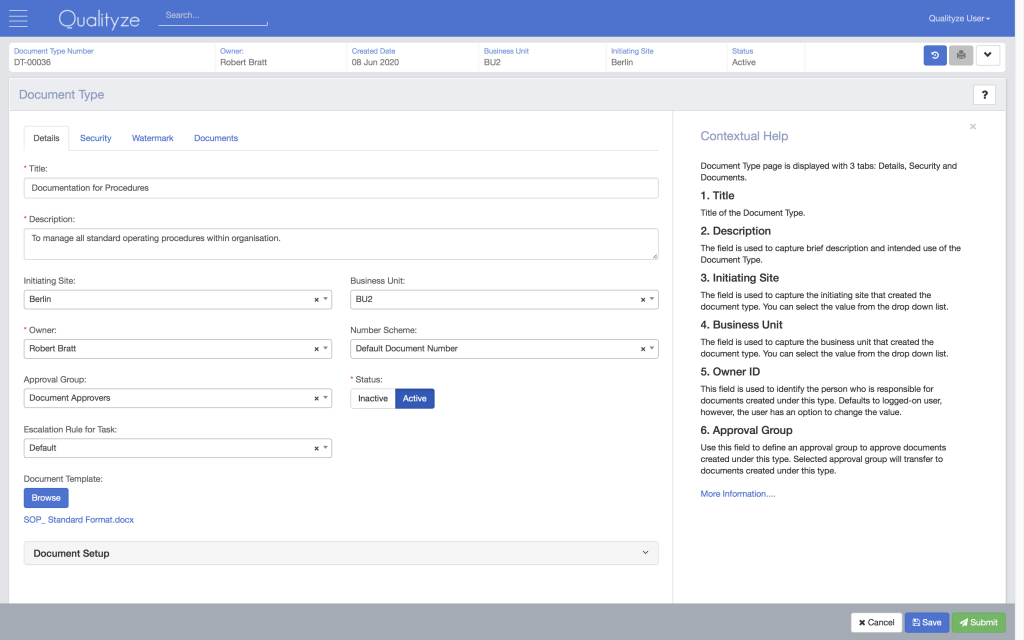 Qualityze
Search...
Qualityze User
Document Type Number
DT-00036
Owner:
Robert Bratt
Created Date
08 Jun 2020
Business Unit
BU2
Initiating Site
Berlin
Status
Active
Document Type
?
Details
Security
Watermark
Documents
* Title:
Documentation for Procedures
* Description:
To manage all standard operating procedures within organisation.
Initiating Site:
Berlin
Business Unit:
BU2
* Owner:
Robert Bratt
Number Scheme:
Default Document Number
Approval Group:
Document Approvers
* Status:
Inactive
Active
Escalation Rule for Task:
Default
Document Template:
Browse
SOP_ Standard Format.docx
Document Setup
Contextual Help
Document Type page is displayed with 3 tabs: Details, Security and
Documents.
1. Title
Title of the Document Type.
2. Description
The field is used to capture brief description and intended use of the
Document Type.
3. Initiating Site
The field is used to capture the initiating site that created the
document type. You can select the value from the drop down list.
4. Business Unit
The field is used to capture the business unit that created the
document type. You can select the value from the drop down list.
5. Owner ID
This field is used to identify the person who is responsible for
documents created under this type. Defaults to logged-on user,
however, the user has an option to change the value.
6. Approval Group
Use this field to define an approval group to approve documents
created under this type. Selected approval group will transfer to
documents created under this type.
More Information....
Cancel
Save
Submit